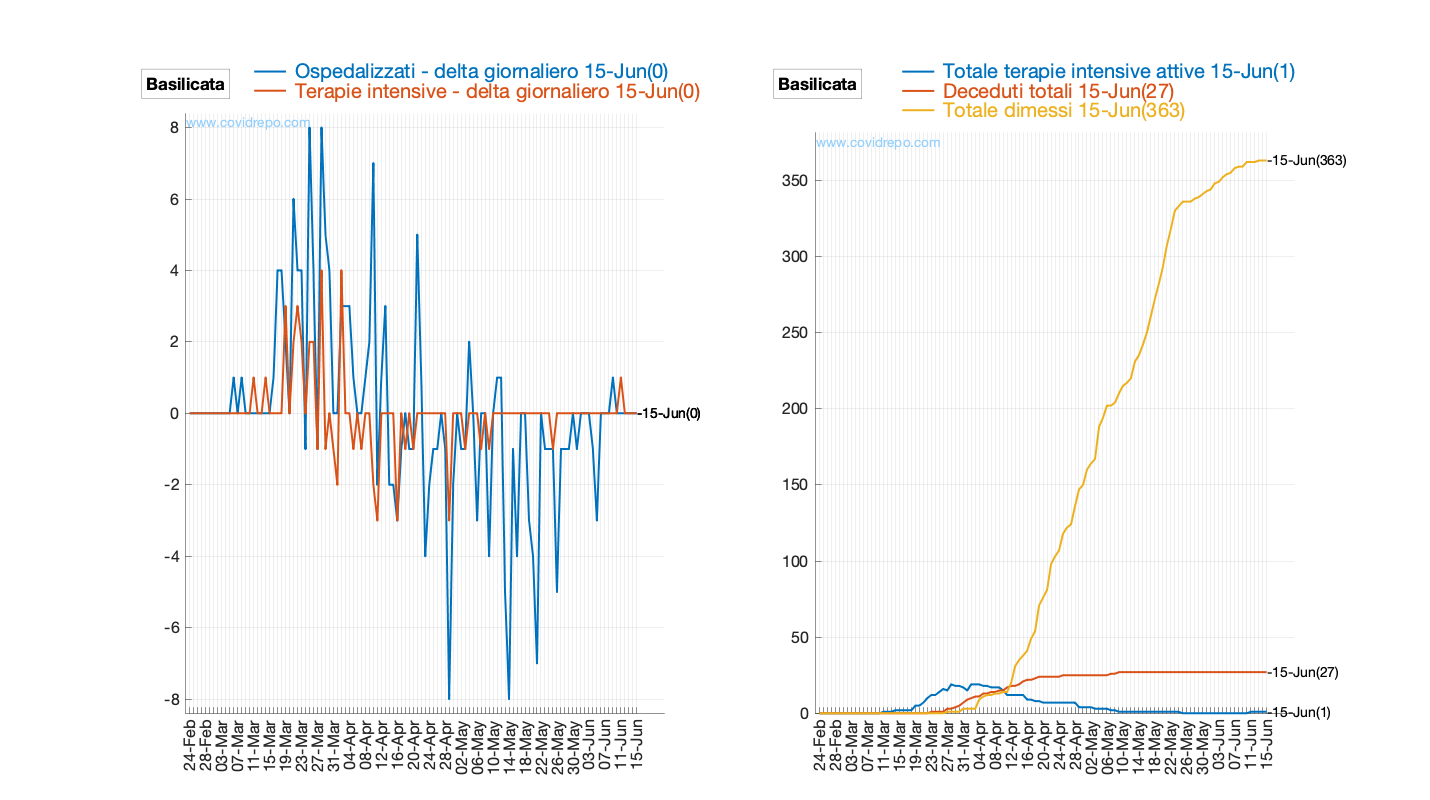 Basilicata
Ospedalizzati - delta giornaliero 15-Jun(0)
Terapie intensive - delta giornaliero 15-Jun(0)
www.covidrepo.com
8
6
4
2
0
-2
-4
-6
-8
-15-Jun(0)
24-Feb
28-Feb
03-Mar
07-Mar
11-Mar
15-Mar
19-Mar
23-Mar
27-Mar
31-Mar
04-Apr
08-Apr
12-Apr
16-Apr
20-Apr
24-Apr
28-Apr
02-May
06-May
10-May
14-May
18-May
22-May
26-May
30-May
03-Jun
07-Jun
11-Jun
15-Jun
Basilicata
Totale terapie intensive attive 15-Jun(1)
Deceduti totali 15-Jun(27)
Totale dimessi 15-Jun(363)
www.covidrepo.com
350
300
250
200
150
100
50
0
-15-Jun(363)
-15-Jun(27)
-15-Jun(1)
24-Feb
28-Feb
03-Mar
07-Mar
11-Mar
15-Mar
19-Mar
23-Mar
27-Mar
31-Mar
04-Apr
08-Apr
12-Apr
16-Apr
20-Apr
24-Apr
28-Apr
02-May
06-May
10-May
14-May
18-May
22-May
26-May
30-May
03-Jun
07-Jun
11-Jun
15-Jun